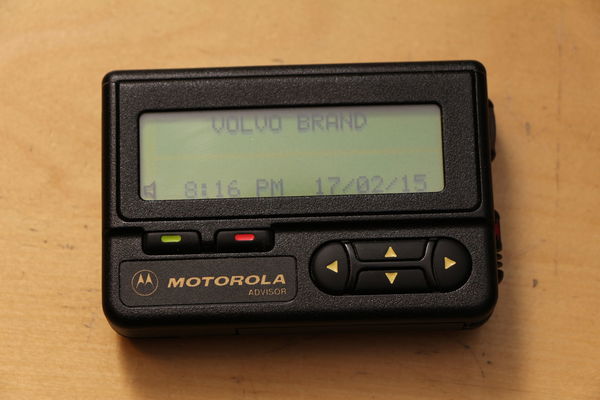 VOLVO BRAND
8:16 PM 17/02/15
MOTOROLA
ADVISOR